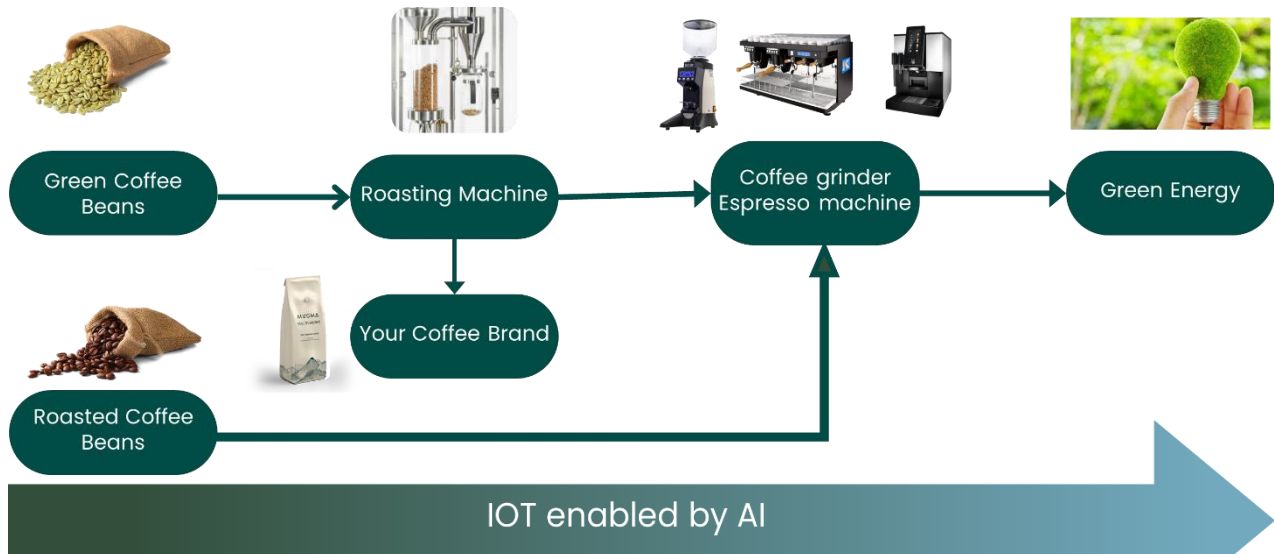 Green Coffee
Beans
Roasting Machine
Coffee grinder
Espresso machine
Green Energy
Your Coffee Brand
Roasted Coffee
Beans
IOT enabled by AI